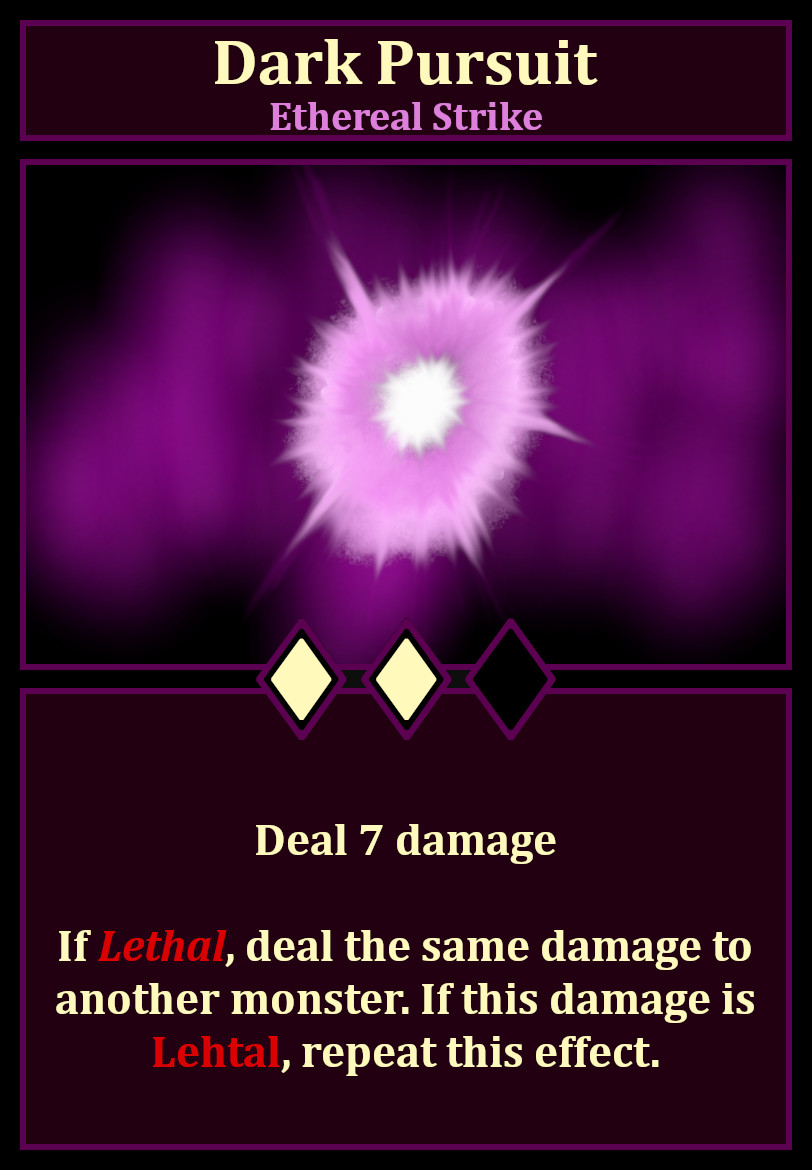 Dark Pursuit
Ethereal Strike
Deal 7 damage
If Lethal, deal the same damage to
another monster. If this damage is
Lehtal, repeat this effect.